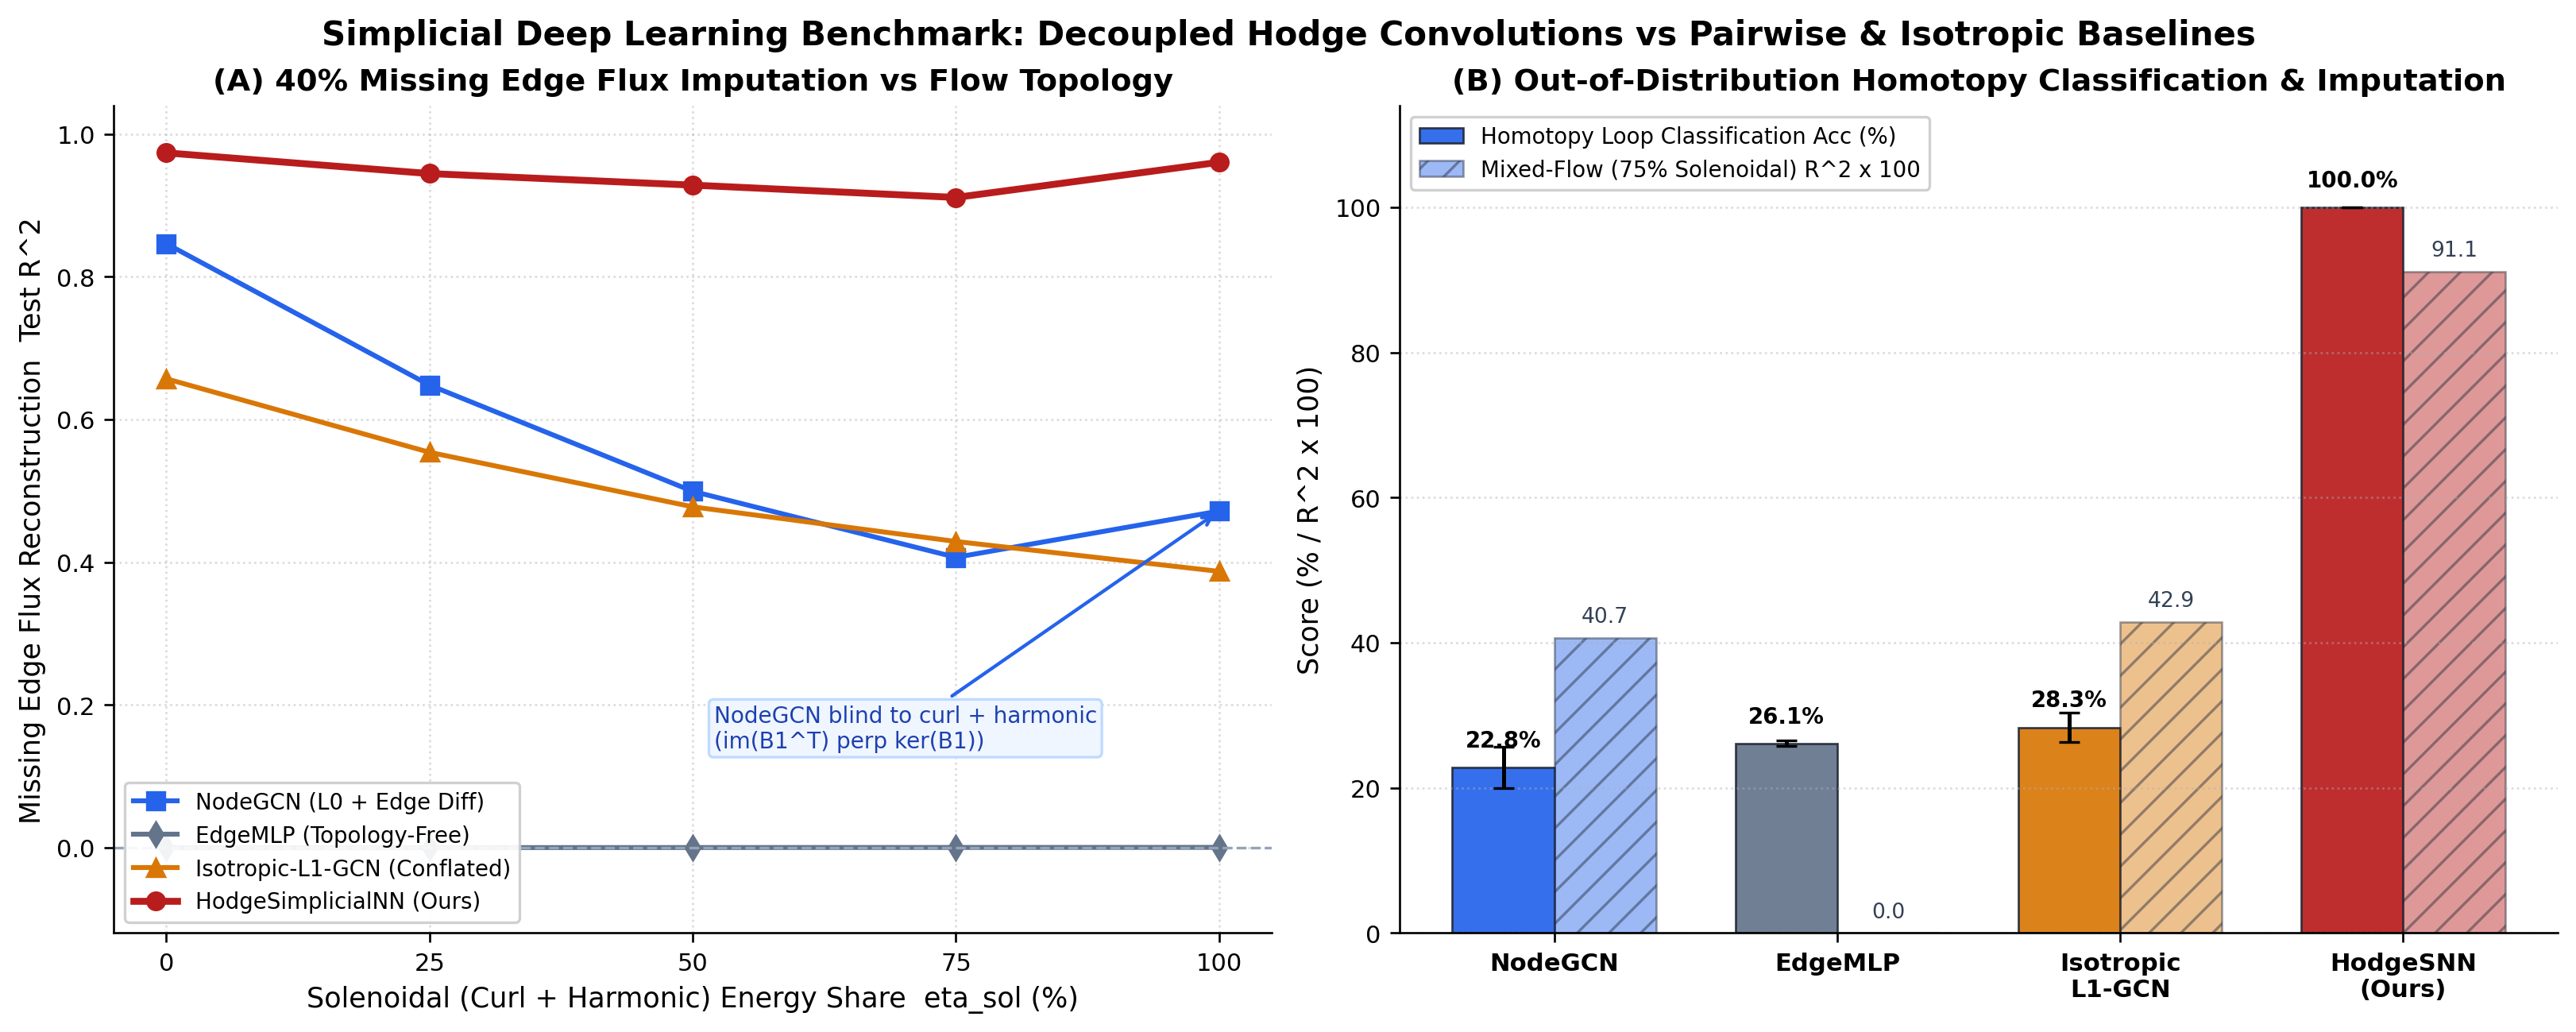 Simplicial Deep Learning Benchmark: Decoupled Hodge Convolutions vs Pairwise & Isotropic Baselines
(A) 40% Missing Edge Flux Imputation vs Flow Topology
Missing Edge Flux Reconstruction  Test R^2
1.0
0.8
0.6
0.4
0.2
0.0
NodeGCN blind to curl + harmonic
(im(B1^T) perp ker(B1))
NodeGCN (L0 + Edge Diff)
EdgeMLP (Topology-Free)
Isotropic-L1-GCN (Conflated)
HodgeSimplicialNN (Ours)
0 25 50 75 100
Solenoidal (Curl + Harmonic) Energy Share  eta_sol (%)
(B) Out-of-Distribution Homotopy Classification & Imputation
Homotopy Loop Classification Acc (%)
Mixed-Flow (75% Solenoidal) R^2 x 100
Score (% / R^2 x 100)
100
80
60
40
20
0
22.8%
40.7
26.1%
0.0
28.3%
42.9
100.0%
91.1
NodeGCN
EdgeMLP
Isotropic
L1-GCN
HodgeSNN
(Ours)